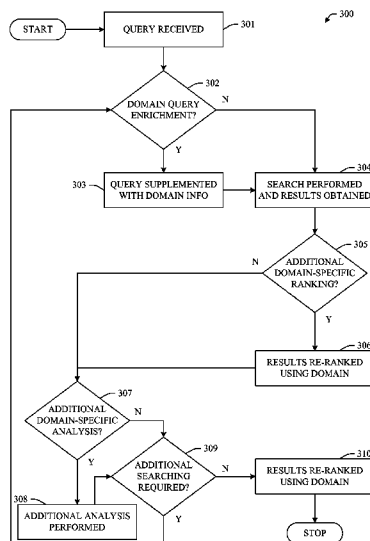 300
START
QUERY RECEIVED
301
302
DOMAIN QUERY
ENRICHMENT?
N
Y
303
QUERY SUPPLEMENTED
WITH DOMAIN INFO
304
SEARCH PERFORMED
AND RESULTS OBTAINED
305
ADDITIONAL
DOMAIN-SPECIFIC
RANKING?
N
Y
306
RESULTS RE-RANKED
USING DOMAIN
307
ADDITIONAL
DOMAIN-SPECIFIC
ANALYSIS?
N
Y
308
ADDITIONAL ANALYSIS
PERFORMED
309
ADDITIONAL
SEARCHING
REQUIRED?
N
Y
310
RESULTS RE-RANKED
USING DOMAIN
STOP